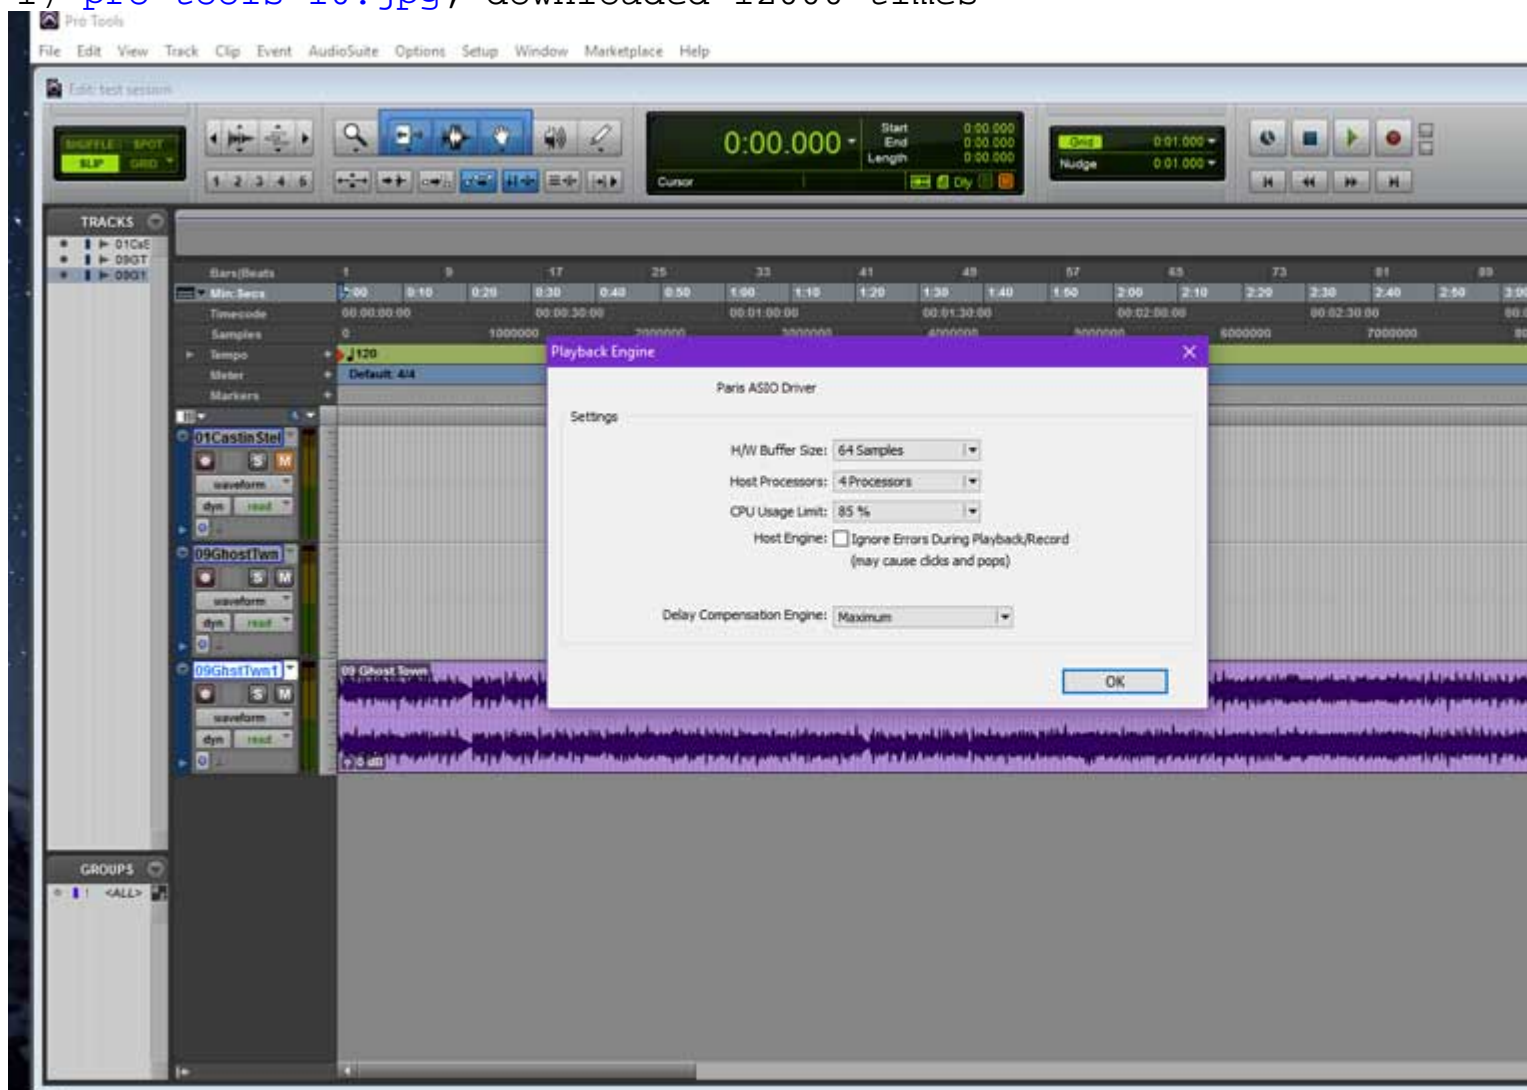 1) pro tools 10.jpg, downloaded 12000 times
Pro Tools
File Edit View Track Clip Event AudioSuite Options Setup Window Marketplace Help
Edit: test session
SHUFFLE SPOT
SLIP GRID
1 2 3 4 5
0:00.000
Start 0:00.000
End 0:00.000
Length 0:00.000
Cursor
Dly
Grid 0:01.000
Nudge 0:01.000
TRACKS
09GT
Bars|Beats 1 9 17 25 33 41 49 57 65 73 81 89
Min:Secs 0:10 0:20 0:30 0:40 0:50 1:00 1:10 1:20 1:30 1:40 1:50 2:00 2:10 2:20 2:30 2:40 2:50
Timecode 00:00:00:00 00:00:30:00 00:01:00:00 00:01:30:00 00:02:00:00 00:02:30:00
Samples 0 1000000 2000000 3000000 4000000 5000000 6000000 7000000
Tempo 120
Meter Default: 4/4
Markers
Playback Engine
Paris ASIO Driver
Settings
H/W Buffer Size: 64 Samples
Host Processors: 4 Processors
CPU Usage Limit: 85 %
Host Engine: Ignore Errors During Playback/Record
(may cause clicks and pops)
Delay Compensation Engine: Maximum
OK
01CastinStel
S M
waveform
dyn read
09GhostTwn
S M
waveform
dyn read
09GhstTwn1
S M
waveform
dyn read
09 Ghost Town
0 dB
GROUPS
! <ALL>